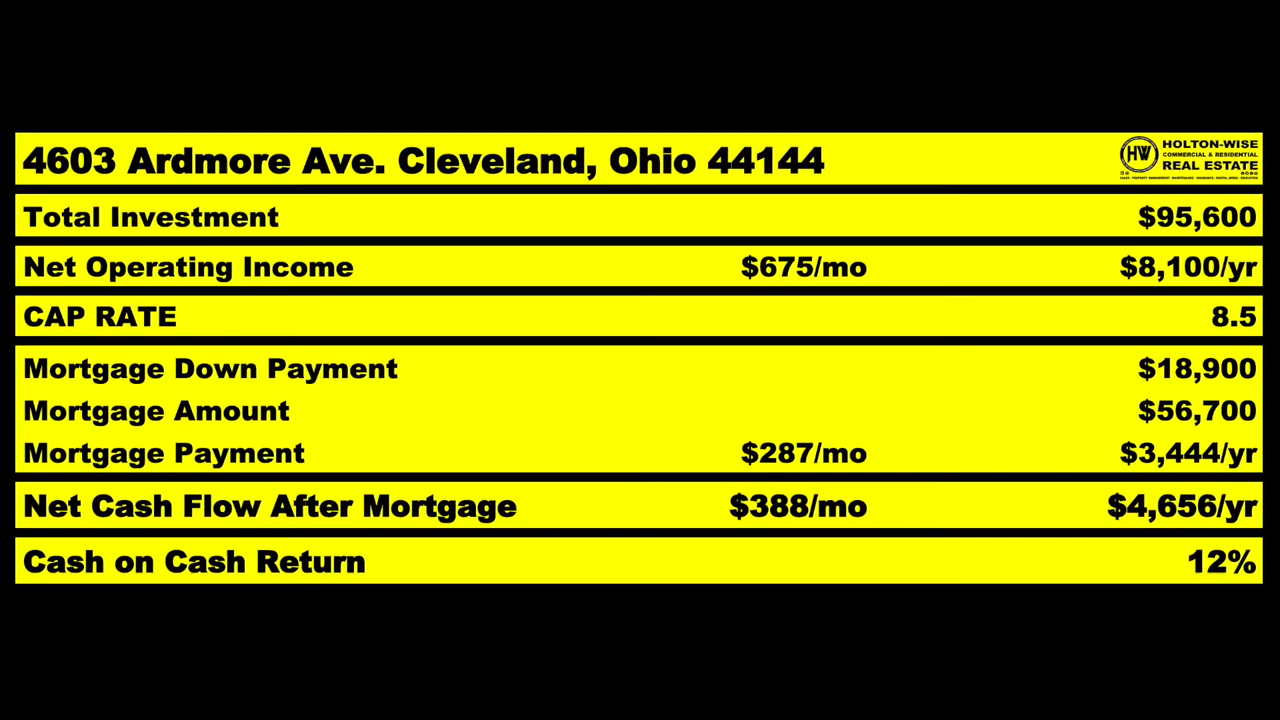 4603 Ardmore Ave. Cleveland, Ohio 44144
HW
HOLTON-WISE
COMMERCIAL & RESIDENTIAL
REAL ESTATE
Total Investment $95,600
Net Operating Income $675/mo $8,100/yr
CAP RATE 8.5
Mortgage Down Payment $18,900
Mortgage Amount $56,700
Mortgage Payment $287/mo $3,444/yr
Net Cash Flow After Mortgage $388/mo $4,656/yr
Cash on Cash Return 12%